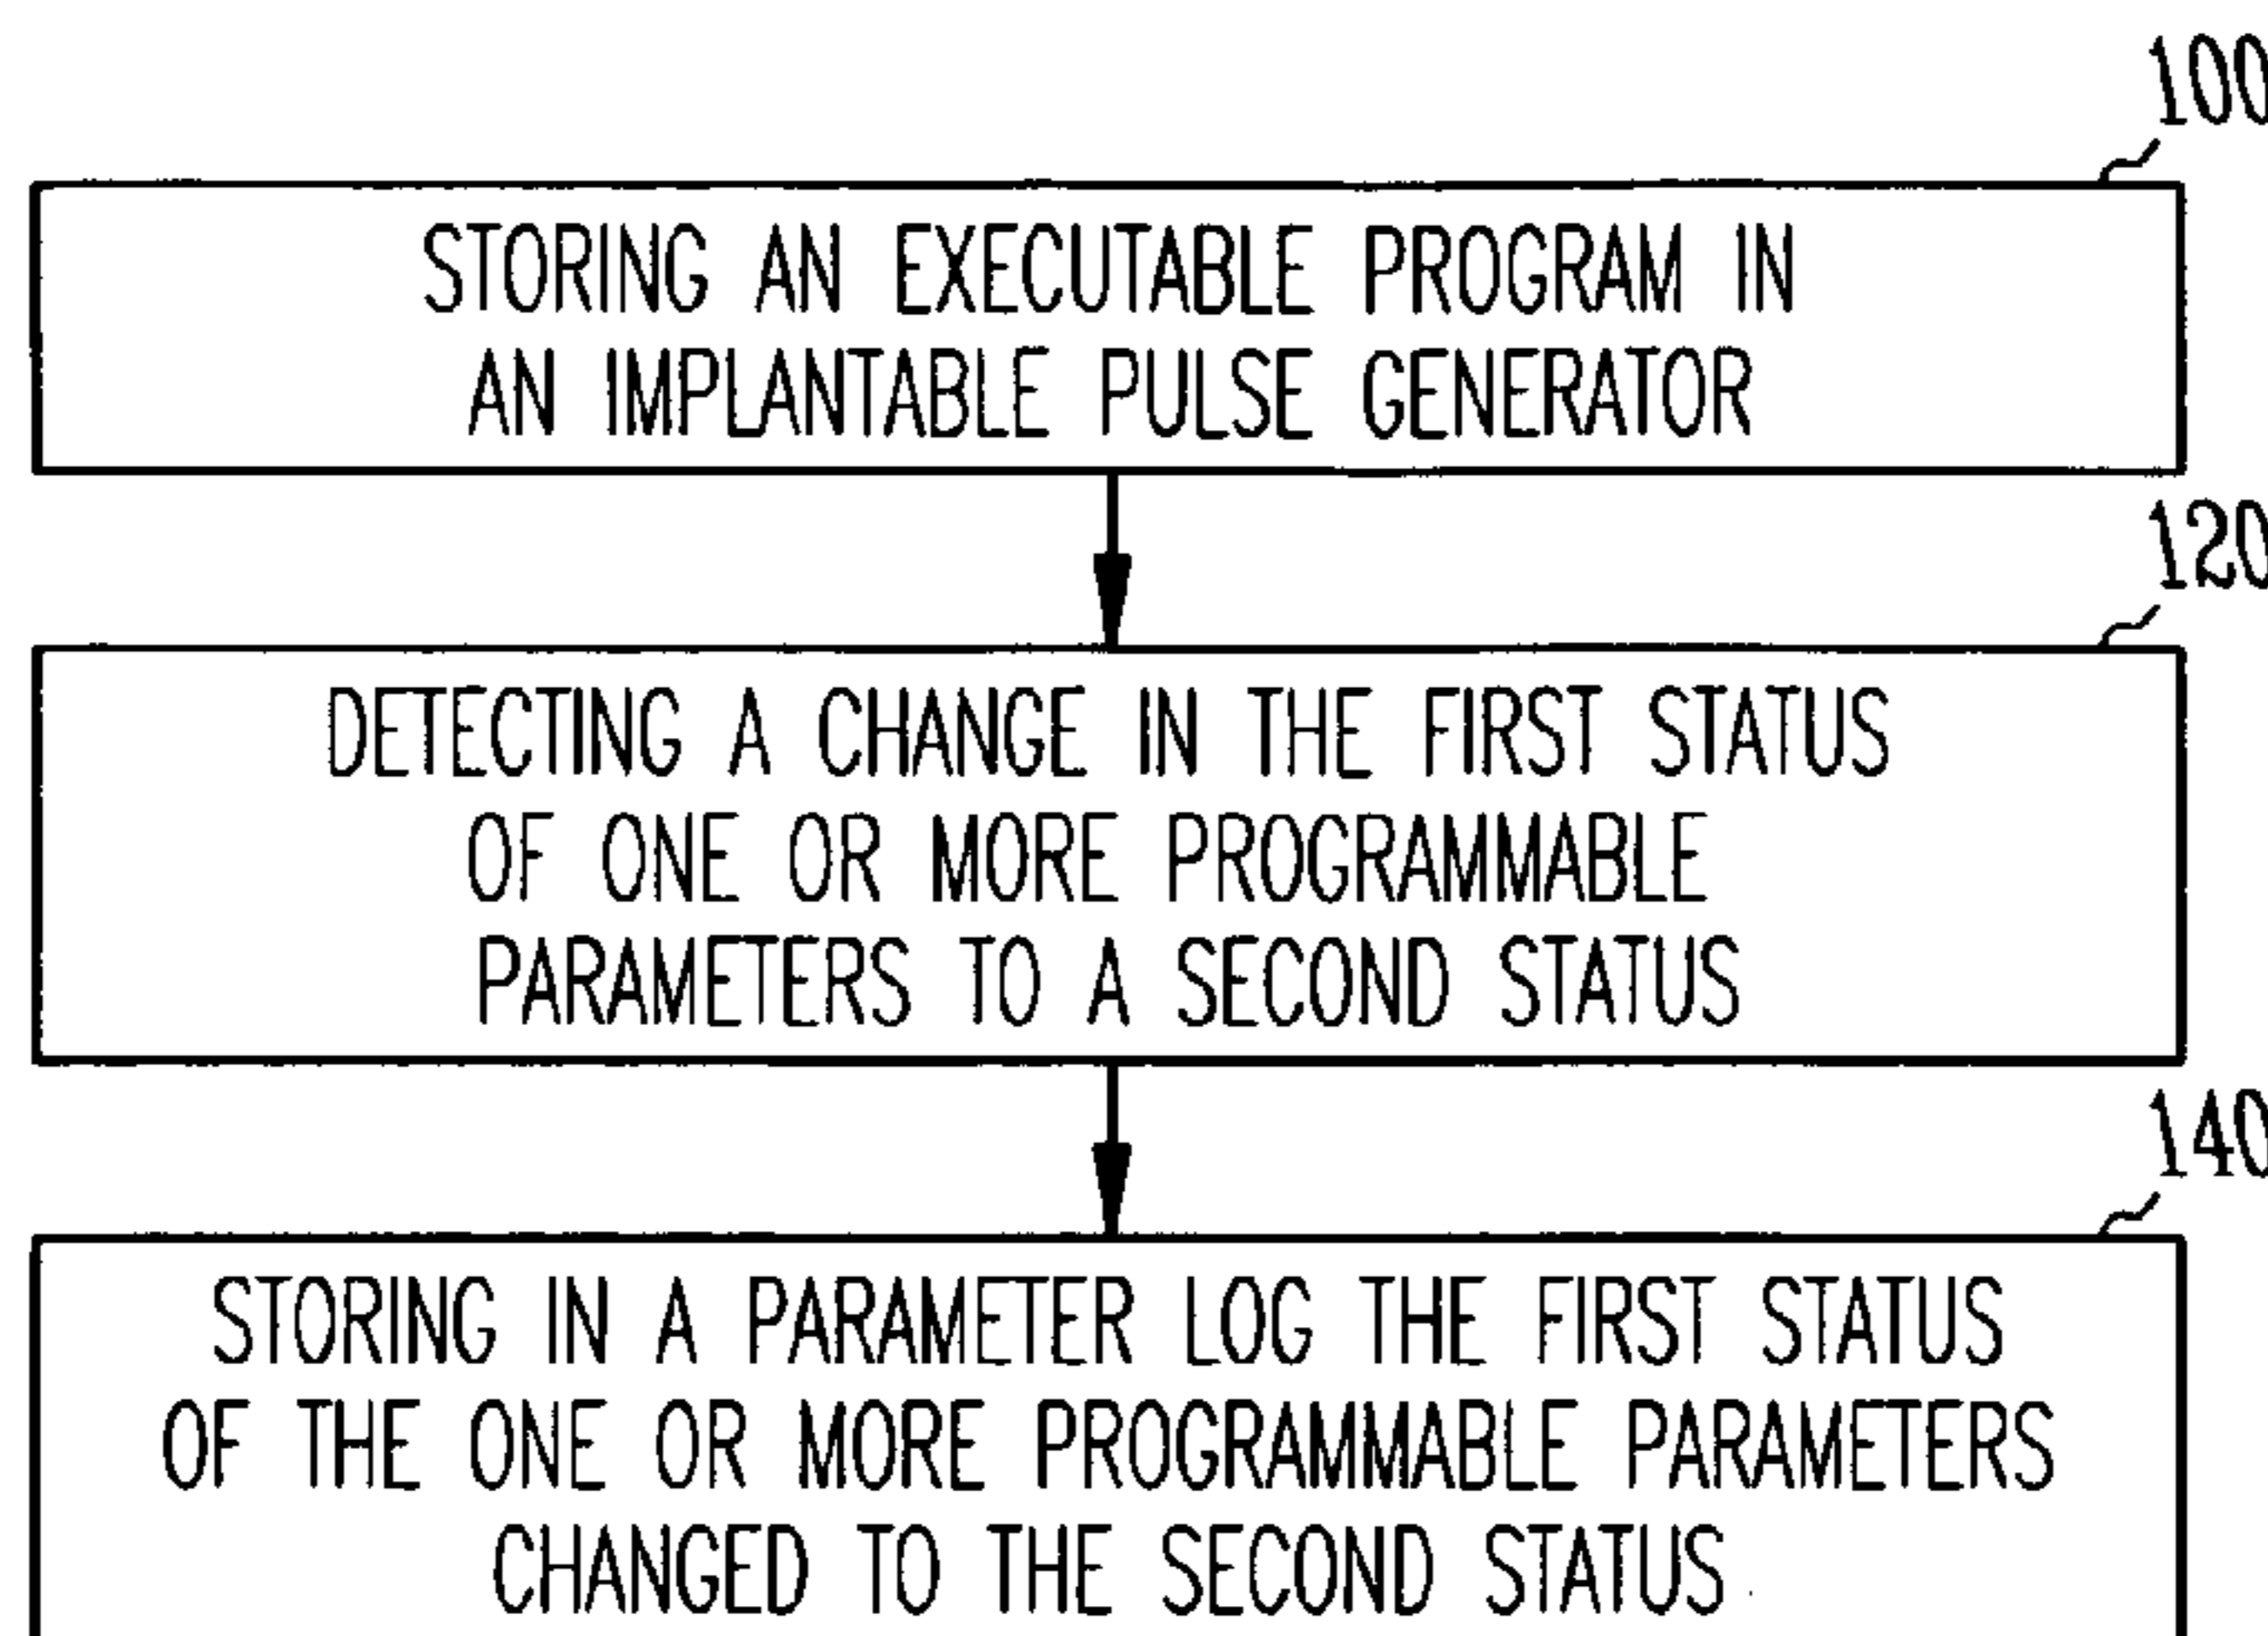 100
STORING AN EXECUTABLE PROGRAM IN
AN IMPLANTABLE PULSE GENERATOR
120
DETECTING A CHANGE IN THE FIRST STATUS
OF ONE OR MORE PROGRAMMABLE
PARAMETERS TO A SECOND STATUS
140
STORING IN A PARAMETER LOG THE FIRST STATUS
OF THE ONE OR MORE PROGRAMMABLE PARAMETERS
CHANGED TO THE SECOND STATUS